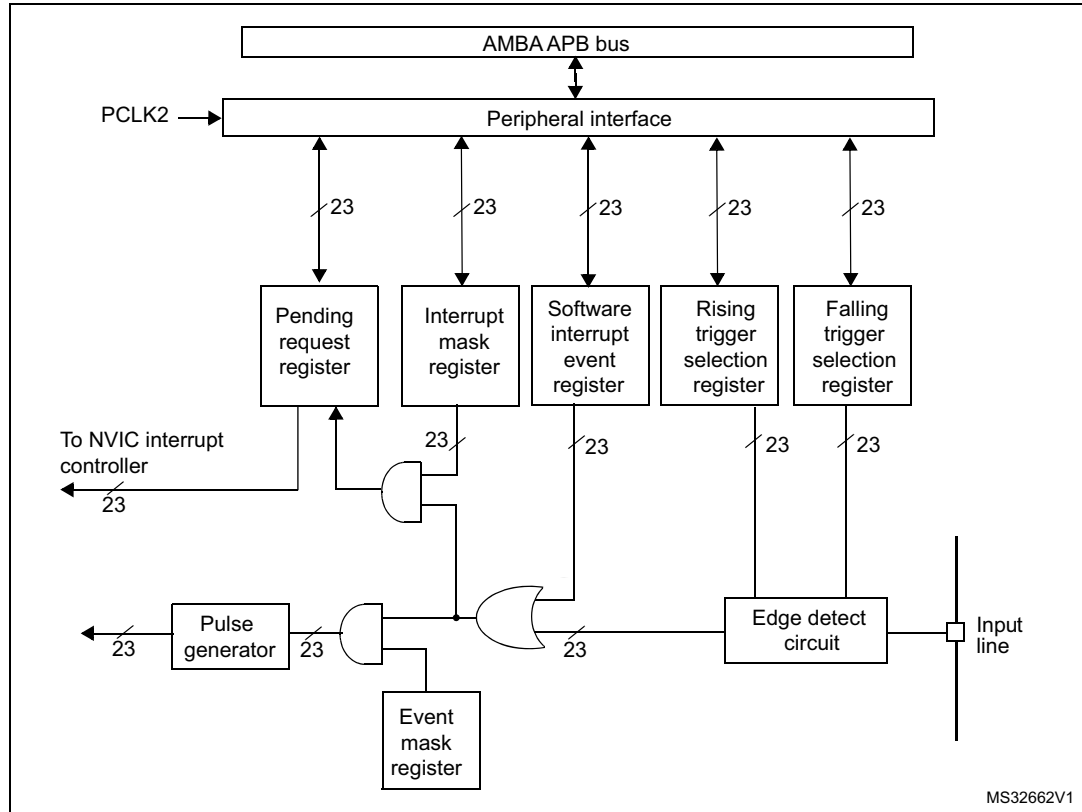 AMBA APB bus
PCLK2
Peripheral interface
23
23
23
23
23
Pending
request
register
Interrupt
mask
register
Software
interrupt
event
register
Rising
trigger
selection
register
Falling
trigger
selection
register
To NVIC interrupt
controller
23
23
23
23
23
Pulse
generator
23
23
23
Edge detect
circuit
Input
line
Event
mask
register
MS32662V1